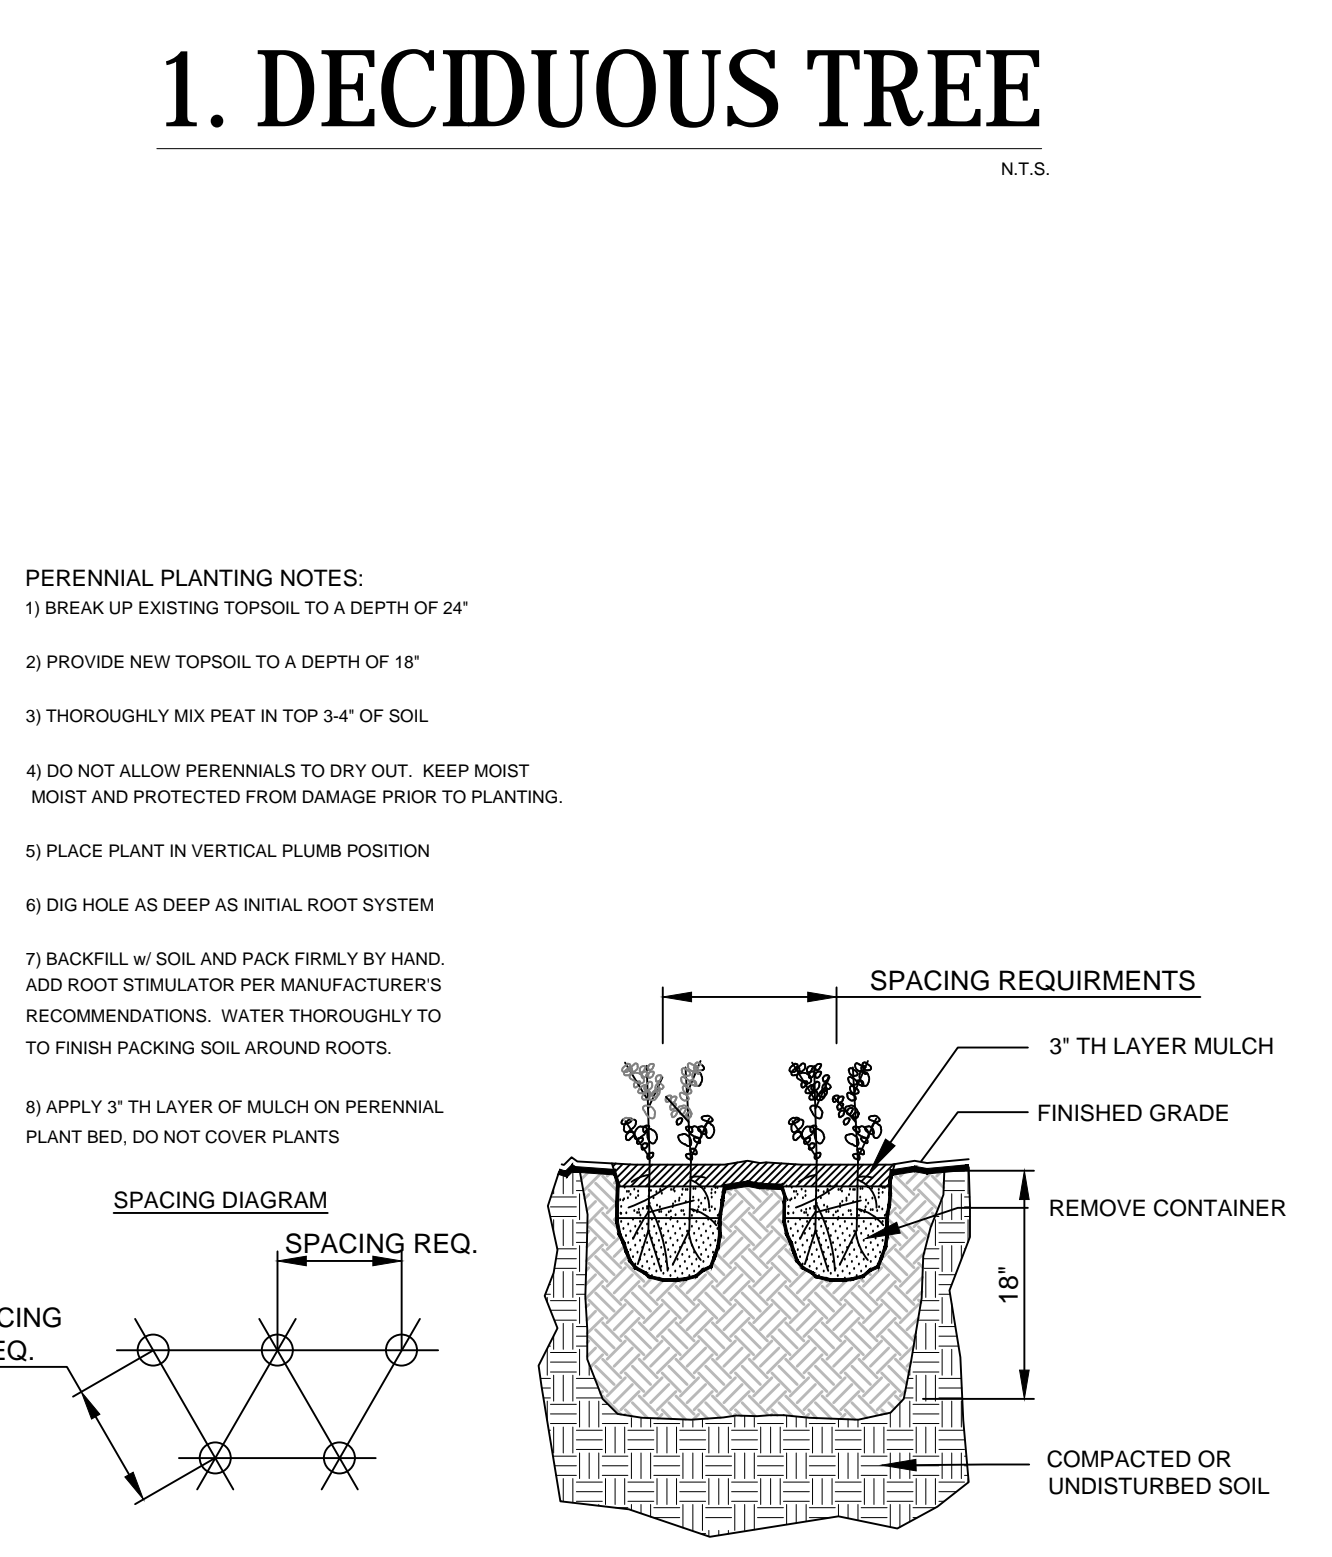 1. DECIDUOUS TREE
N.T.S.
PERENNIAL PLANTING NOTES:
1) BREAK UP EXISTING TOPSOIL TO A DEPTH OF 24"
2) PROVIDE NEW TOPSOIL TO A DEPTH OF 18"
3) THOROUGHLY MIX PEAT IN TOP 3-4" OF SOIL
4) DO NOT ALLOW PERENNIALS TO DRY OUT. KEEP MOIST
MOIST AND PROTECTED FROM DAMAGE PRIOR TO PLANTING.
5) PLACE PLANT IN VERTICAL PLUMB POSITION
6) DIG HOLE AS DEEP AS INITIAL ROOT SYSTEM
7) BACKFILL w/ SOIL AND PACK FIRMLY BY HAND.
ADD ROOT STIMULATOR PER MANUFACTURER'S
RECOMMENDATIONS. WATER THOROUGHLY TO
TO FINISH PACKING SOIL AROUND ROOTS.
8) APPLY 3" TH LAYER OF MULCH ON PERENNIAL
PLANT BED, DO NOT COVER PLANTS
SPACING DIAGRAM
SPACING REQ.
CING
EQ.
SPACING REQUIRMENTS
3" TH LAYER MULCH
FINISHED GRADE
REMOVE CONTAINER
18"
COMPACTED OR
UNDISTURBED SOIL